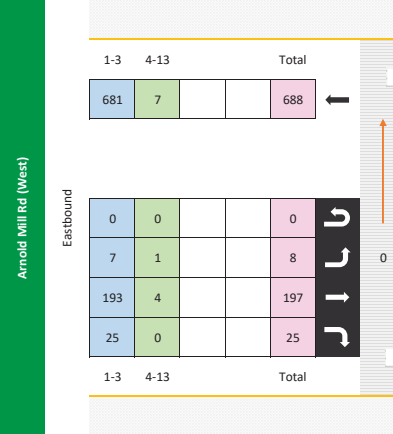 Arnold Mill Rd (West)
Eastbound
1-3 4-13 Total
681 7 688
0 0 0
7 1 8
193 4 197
25 0 25
1-3 4-13 Total
0